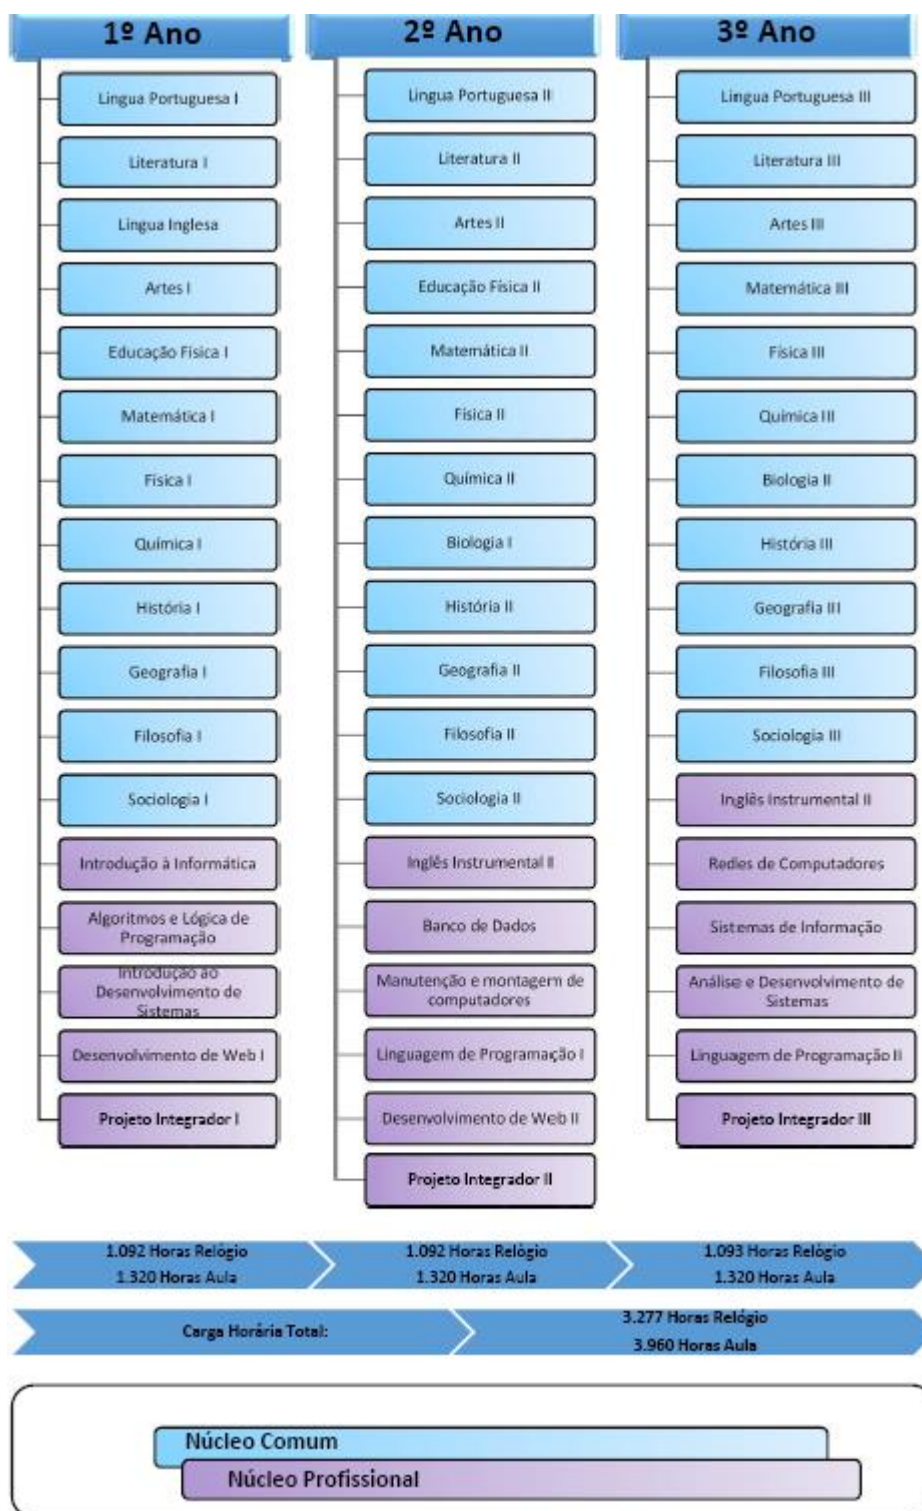 1º Ano
Lingua Portuguesa I
Literatura I
Lingua Inglesa
Artes I
Educação Física I
Matemática I
Física I
Química I
História I
Geografia I
Filosofia I
Sociologia I
Introdução à Informática
Algoritmos e Lógica de
Programação
Introdução ao
Desenvolvimento de
Sistemas
Desenvolvimento de Web I
Projeto Integrador I
2º Ano
Lingua Portuguesa II
Literatura II
Artes II
Educação Física II
Matemática II
Física II
Química II
Biologia I
História II
Geografia II
Filosofia II
Sociologia II
Inglês Instrumental II
Banco de Dados
Manutenção e montagem de
computadores
Linguagem de Programação I
Desenvolvimento de Web II
Projeto Integrador II
3º Ano
Lingua Portuguesa III
Literatura III
Artes III
Matemática III
Física III
Química III
Biologia II
História III
Geografia III
Filosofia III
Sociologia III
Inglês Instrumental II
Redes de Computadores
Sistemas de Informação
Análise e Desenvolvimento de
Sistemas
Linguagem de Programação II
Projeto Integrador III
1.092 Horas Relógio
1.320 Horas Aula
1.092 Horas Relógio
1.320 Horas Aula
1.093 Horas Relógio
1.320 Horas Aula
Carga Horária Total:
3.277 Horas Relógio
3.960 Horas Aula
Núcleo Comum
Núcleo Profissional